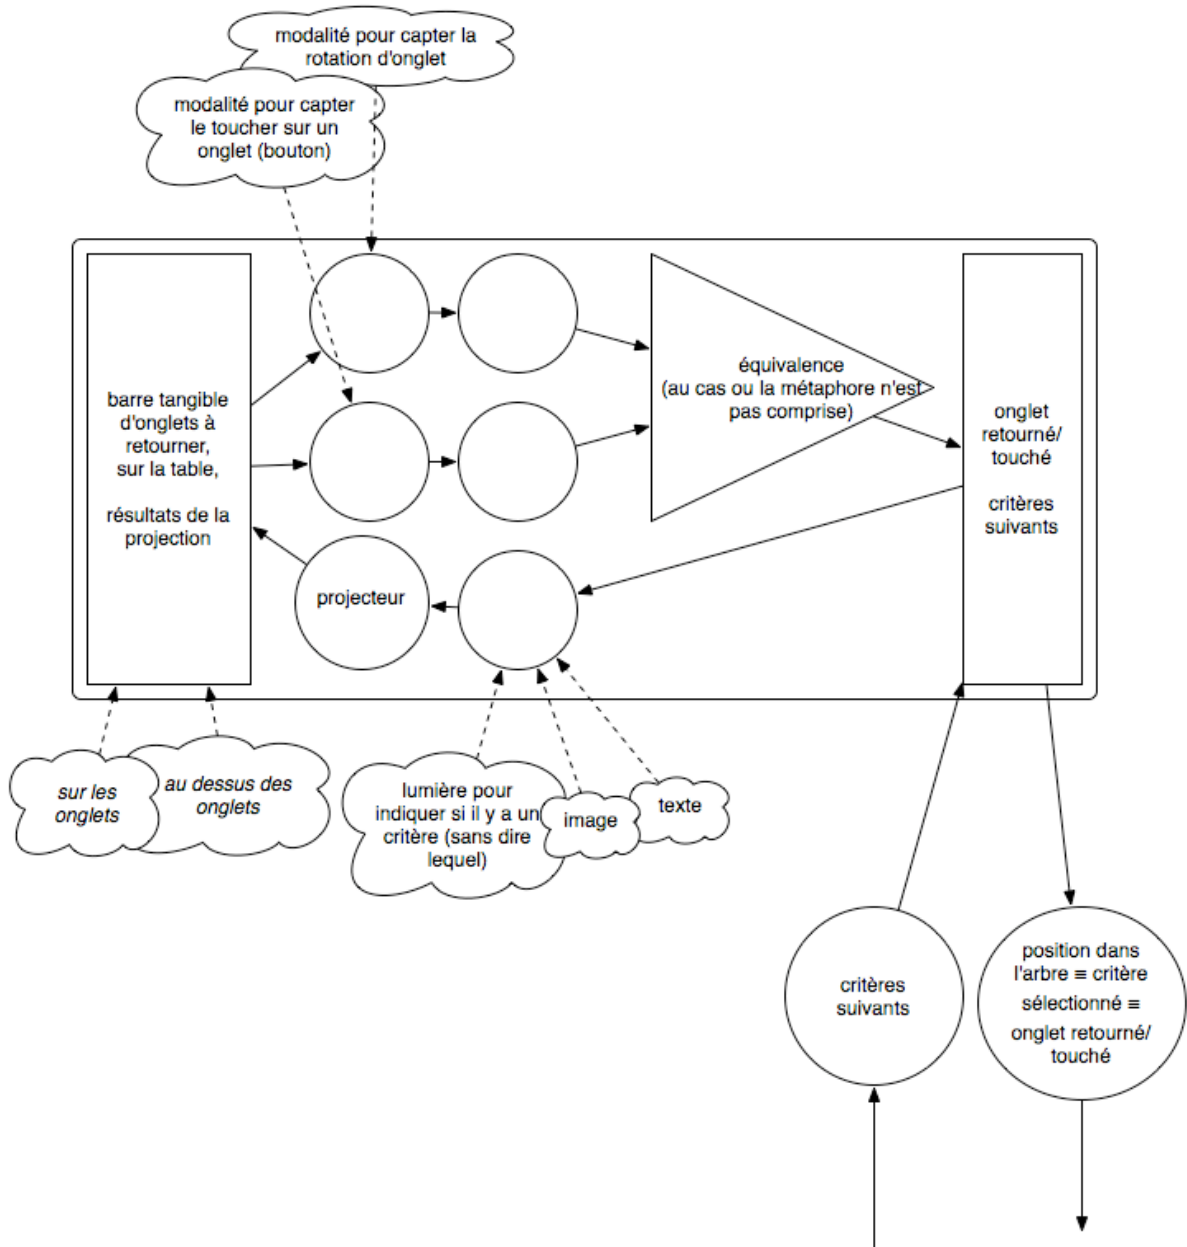 modalité pour capter la
rotation d'onglet
modalité pour capter
le toucher sur un
onglet (bouton)
barre tangible
d'onglets à
retourner,
sur la table,
résultats de la
projection
équivalence
(au cas ou la métaphore n'est
pas comprise)
onglet
retourné/
touché
critères
suivants
projecteur
sur les
onglets
au dessus des
onglets
lumière pour
indiquer si il y a un
critère (sans dire
lequel)
image
texte
critères
suivants
position dans
l'arbre ≡ critère
sélectionné ≡
onglet retourné/
touché